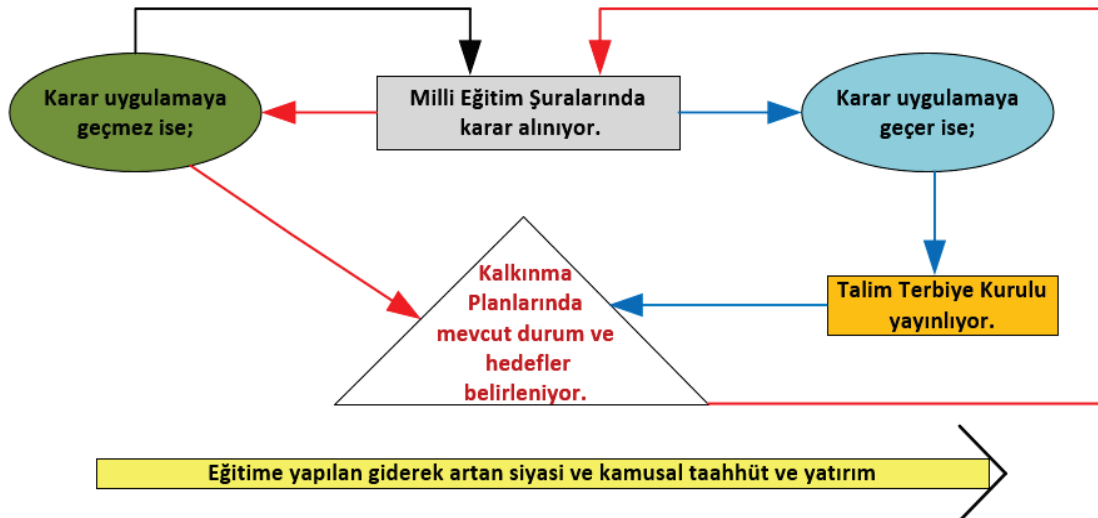 Karar uygulamaya
geçmez ise;
Milli Eğitim Şuralarında
karar alınıyor.
Karar uygulamaya
geçer ise;
Kalkınma
Planlarında
mevcut durum ve
hedefler
belirleniyor.
Talim Terbiye Kurulu
yayınlıyor.
Eğitime yapılan giderek artan siyasi ve kamusal taahhüt ve yatırım